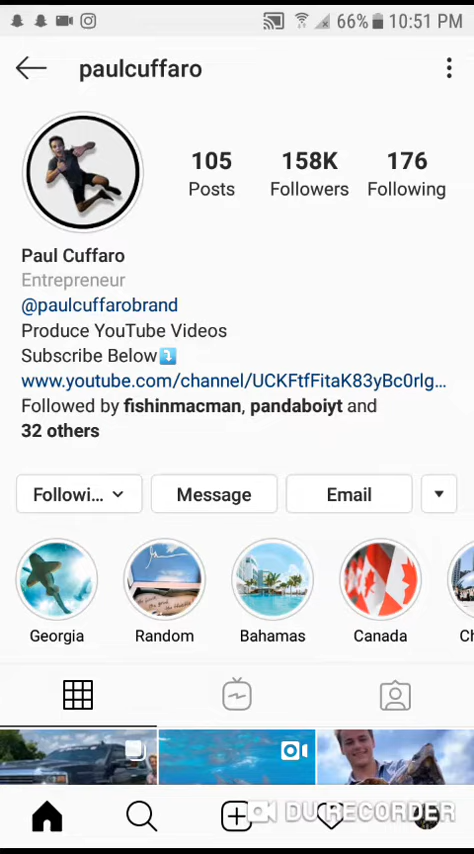 66% 10:51 PM
paulcuffaro
105 158K 176
Posts Followers Following
Paul Cuffaro
Entrepreneur
@paulcuffarobrand
Produce YouTube Videos
Subscribe Below⤵️
www.youtube.com/channel/UCKFtfFitaK83yBc0rlg...
Followed by fishinmacman, pandaboiyt and
32 others
Followi... Message Email
Georgia Random Bahamas Canada Ch
DU RECORDER